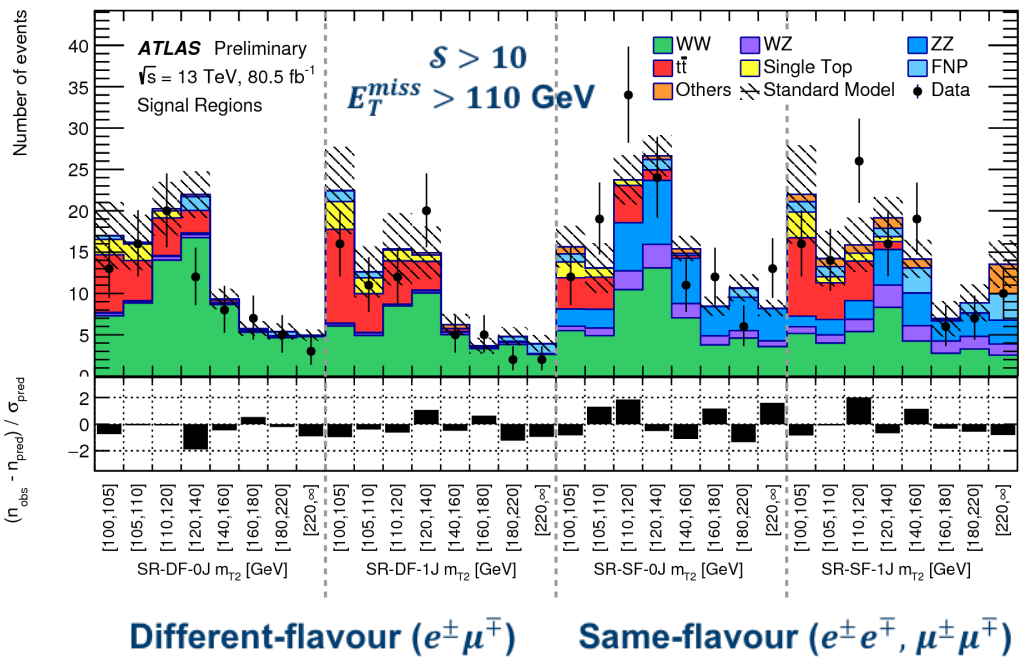 Number of events
40
35
30
25
20
15
10
5
0
ATLAS Preliminary
√s = 13 TeV, 80.5 fb⁻¹
Signal Regions
𝒮 > 10
E_T^miss > 110 GeV
WW WZ ZZ
tt̄ Single Top FNP
Others Standard Model Data
(n_obs - n_pred) / σ_pred
2
0
−2
[100,105] [105,110] [110,120] [120,140] [140,160] [160,180] [180,220] [220,∞] [100,105] [105,110] [110,120] [120,140] [140,160] [160,180] [180,220] [220,∞] [100,105] [105,110] [110,120] [120,140] [140,160] [160,180] [180,220] [220,∞] [100,105] [105,110] [110,120] [120,140] [140,160] [160,180] [180,220] [220,∞]
SR-DF-0J m_T2 [GeV] SR-DF-1J m_T2 [GeV] SR-SF-0J m_T2 [GeV] SR-SF-1J m_T2 [GeV]
Different-flavour (e±μ∓) Same-flavour (e±e∓, μ±μ∓)